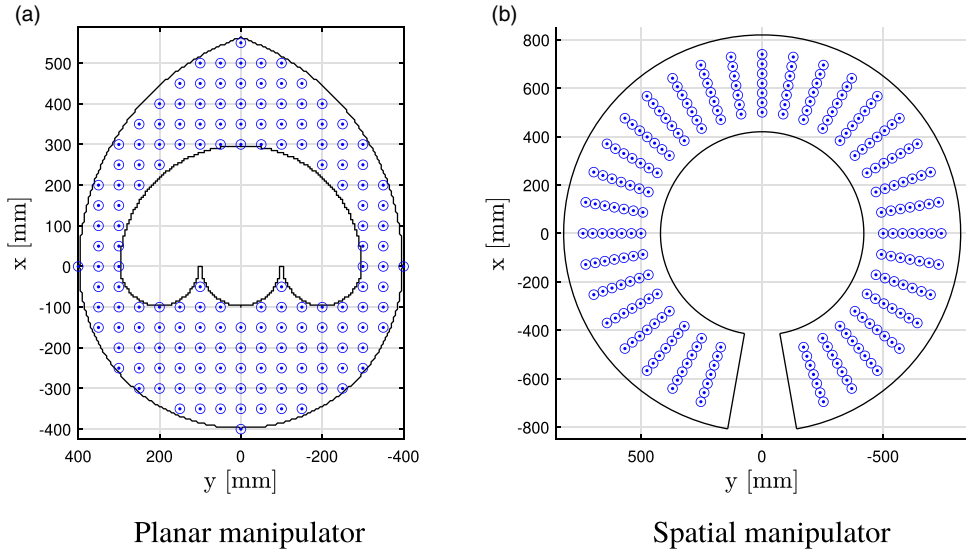 (a)
500
400
300
200
100
0
-100
-200
-300
-400
400 200 0 -200 -400
x [mm]
y [mm]
Planar manipulator
(b)
800
600
400
200
0
-200
-400
-600
-800
500 0 -500
x [mm]
y [mm]
Spatial manipulator